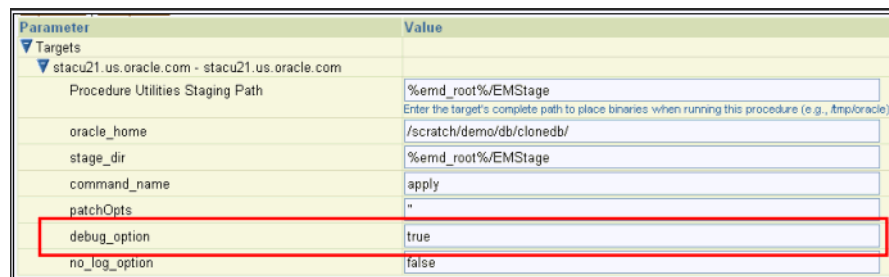 Parameter Value
Targets
stacu21.us.oracle.com - stacu21.us.oracle.com
Procedure Utilities Staging Path %emd_root%/EMStage
Enter the target's complete path to place binaries when running this procedure (e.g., /tmp/oracle)
oracle_home /scratch/demo/db/clonedb/
stage_dir %emd_root%/EMStage
command_name apply
patchOpts "
debug_option true
no_log_option false